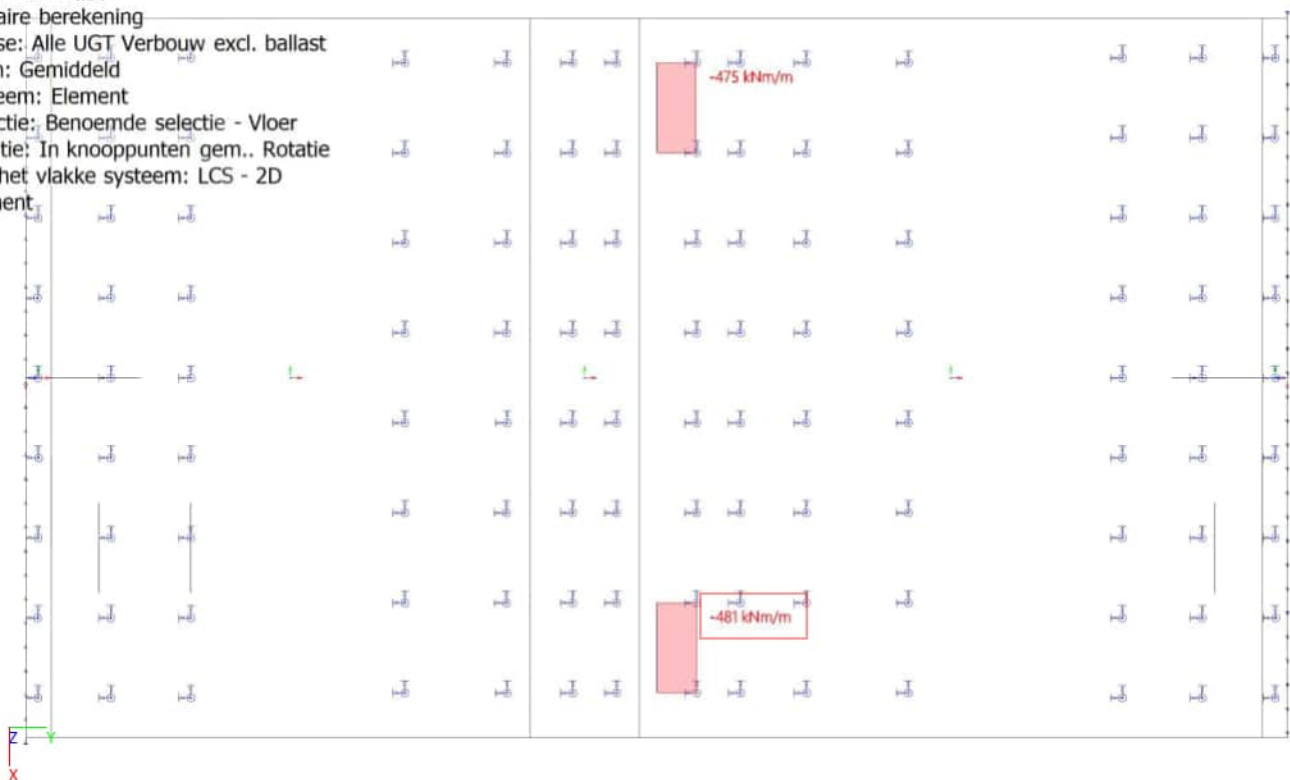 aire berekening
se: Alle UGT Verbouw excl. ballast
n: Gemiddeld
eem: Element
ctie: Benoemde selectie - Vloer
tie: In knooppunten gem.. Rotatie
het vlakke systeem: LCS - 2D
nent
-475 kNm/m
-481 kNm/m
Z
Y
X